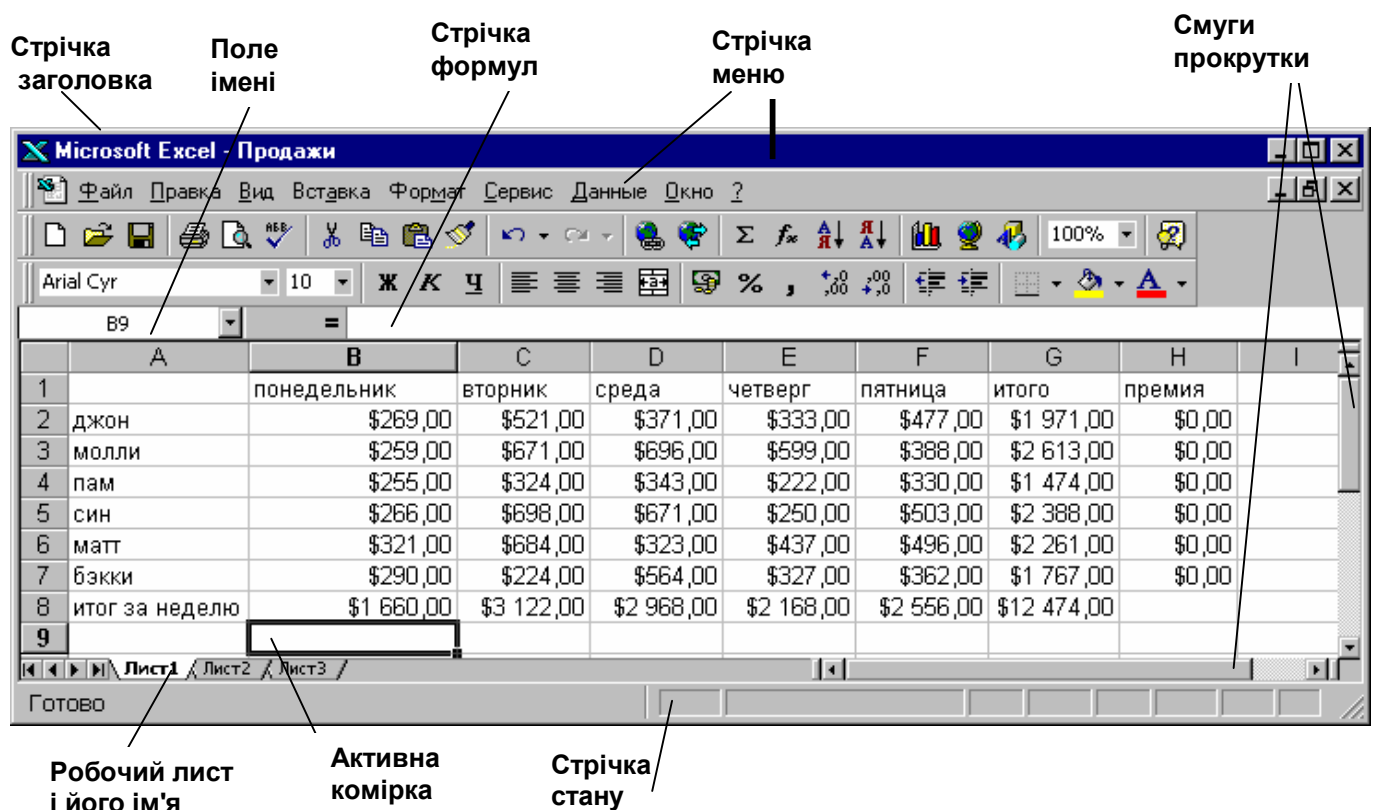 Стрічка
заголовка
Поле
імені
Стрічка
формул
Стрічка
меню
Смуги
прокрутки
Microsoft Excel - Продажи
Файл Правка Вид Вставка Формат Сервис Данные Окно ?
100%
Arial Cyr 10 Ж К Ч
B9 =
A B C D E F G H I
1 понедельник вторник среда четверг пятница итого премия
2 джон $269,00 $521,00 $371,00 $333,00 $477,00 $1 971,00 $0,00
3 молли $259,00 $671,00 $696,00 $599,00 $388,00 $2 613,00 $0,00
4 пам $255,00 $324,00 $343,00 $222,00 $330,00 $1 474,00 $0,00
5 син $266,00 $698,00 $671,00 $250,00 $503,00 $2 388,00 $0,00
6 матт $321,00 $684,00 $323,00 $437,00 $496,00 $2 261,00 $0,00
7 бэкки $290,00 $224,00 $564,00 $327,00 $362,00 $1 767,00 $0,00
8 итог за неделю $1 660,00 $3 122,00 $2 968,00 $2 168,00 $2 556,00 $12 474,00
9
Лист1 Лист2 Лист3
Готово
Робочий лист
і його ім'я
Активна
комірка
Стрічка
стану